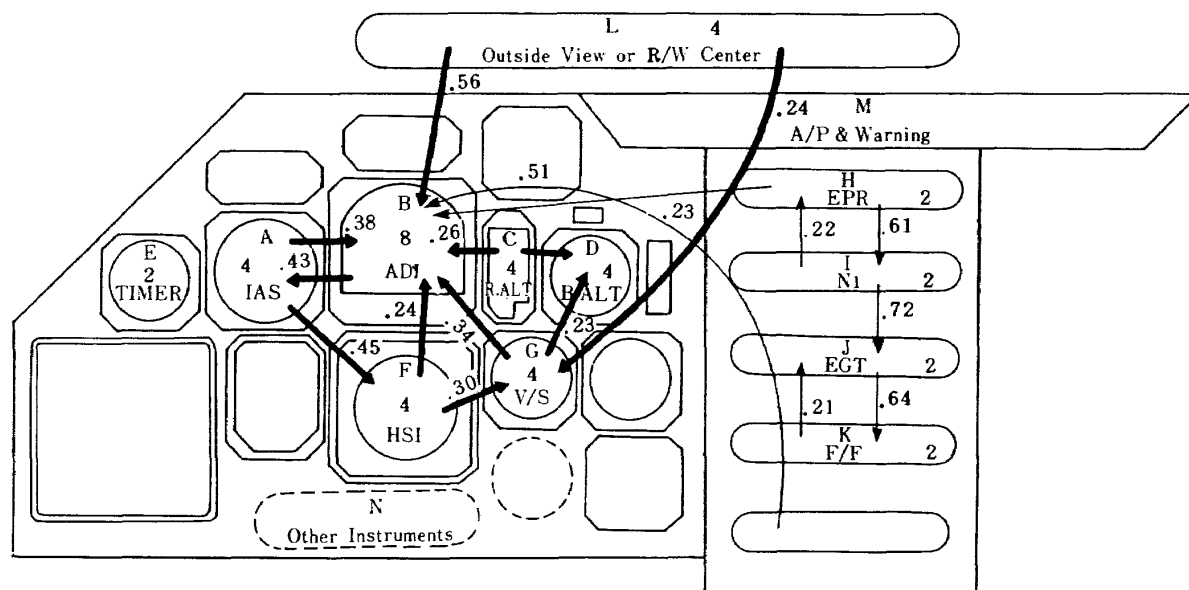 L 4
Outside View or R/W Center
.56
.24
M
A/P & Warning
.51
H
EPR 2
.23
.22
.61
B
8
ADI
.38
.26
A
4
.43
IAS
E
2
TIMER
C
4
R.ALT
D
4
B.ALT
I
N1 2
.72
.24
.34
.23
J
EGT 2
.45
F
4
HSI
.30
G
4
V/S
.21
.64
K
F/F 2
N
Other Instruments